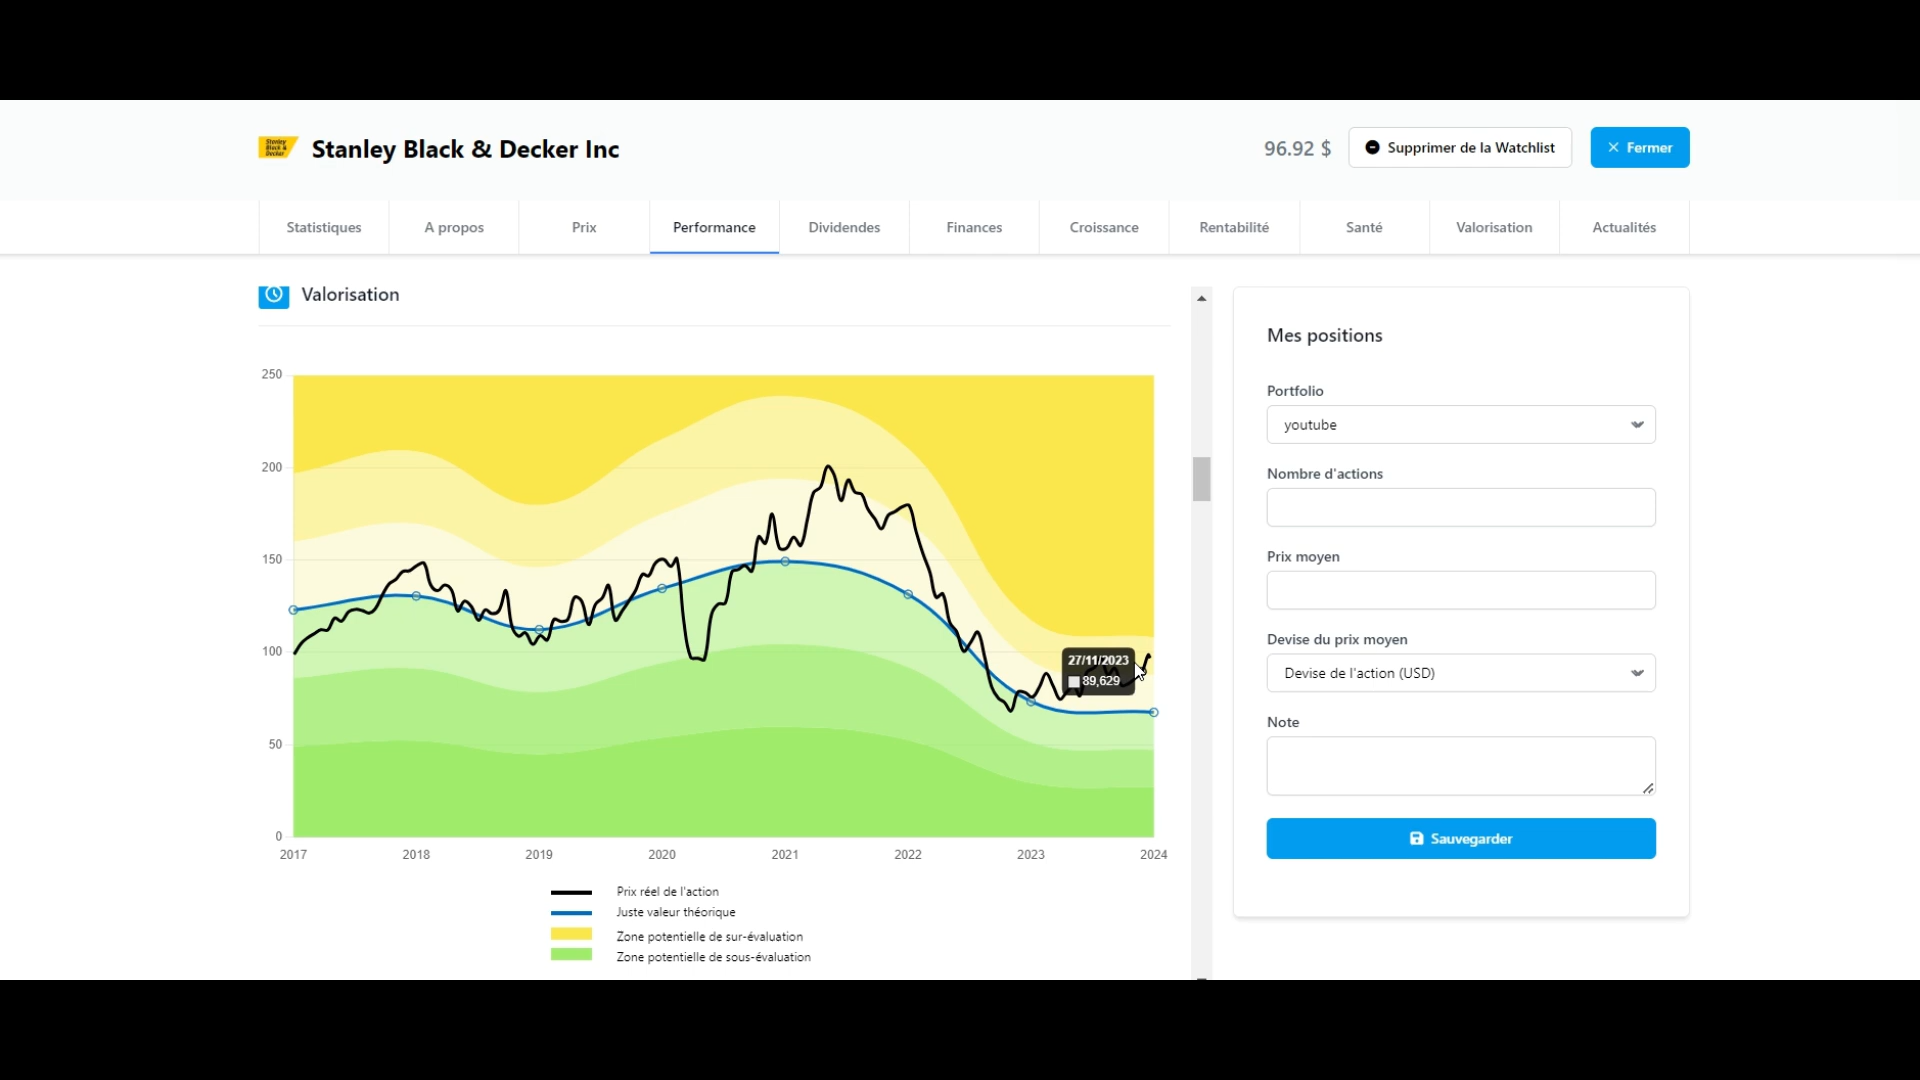 Stanley
Black &
Decker
Stanley Black & Decker Inc
96.92 $
Supprimer de la Watchlist
Fermer
Statistiques
A propos
Prix
Performance
Dividendes
Finances
Croissance
Rentabilité
Santé
Valorisation
Actualités
Valorisation
250
200
150
100
50
0
2017
2018
2019
2020
2021
2022
2023
2024
27/11/2023
89,629
Prix réel de l'action
Juste valeur théorique
Zone potentielle de sur-évaluation
Zone potentielle de sous-évaluation
Mes positions
Portfolio
youtube
Nombre d'actions
Prix moyen
Devise du prix moyen
Devise de l'action (USD)
Note
Sauvegarder